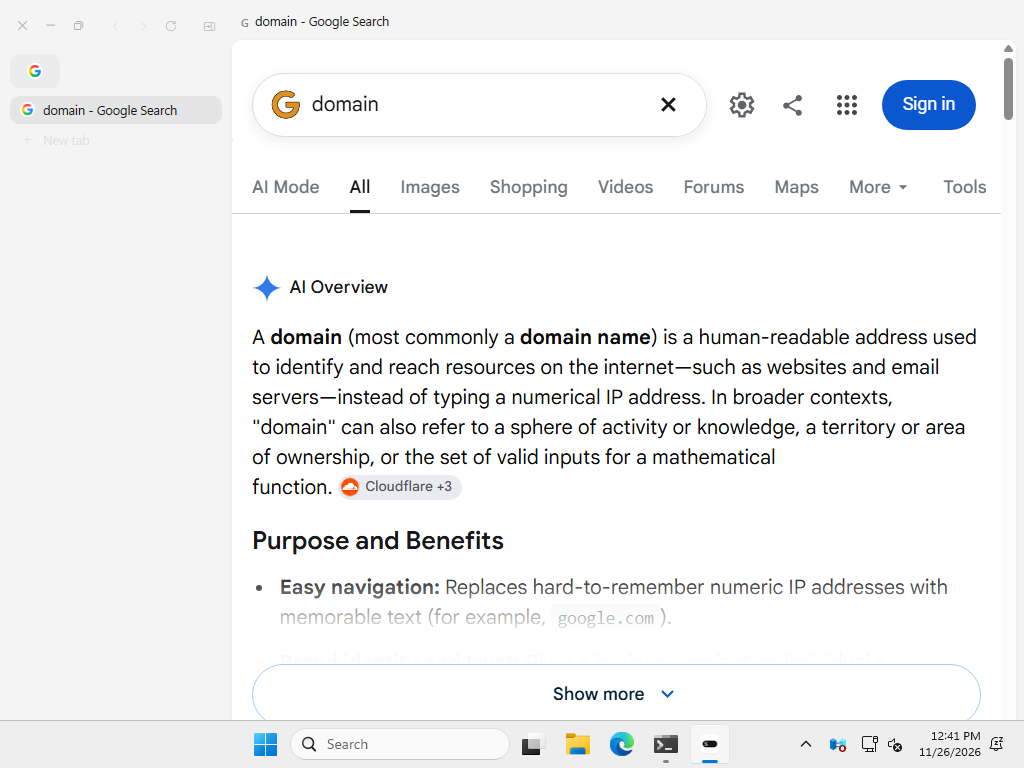 domain - Google Search
domain - Google Search
New tab
domain
Sign in
AI Mode All Images Shopping Videos Forums Maps More Tools
AI Overview
A domain (most commonly a domain name) is a human-readable address used
to identify and reach resources on the internet—such as websites and email
servers—instead of typing a numerical IP address. In broader contexts,
"domain" can also refer to a sphere of activity or knowledge, a territory or area
of ownership, or the set of valid inputs for a mathematical
function. Cloudflare +3
Purpose and Benefits
• Easy navigation: Replaces hard-to-remember numeric IP addresses with
memorable text (for example, google.com ).
Show more
Search
12:41 PM
11/26/2026